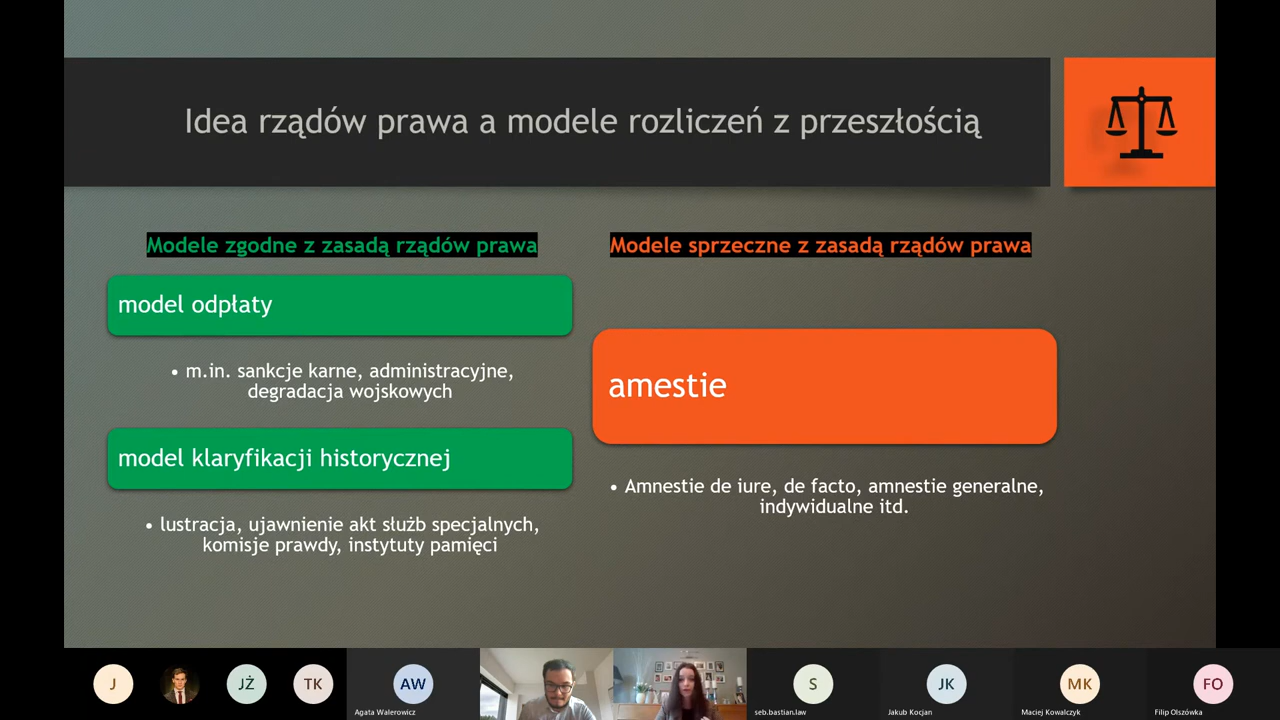 Idea rządów prawa a modele rozliczeń z przeszłością
Modele zgodne z zasadą rządów prawa
model odpłaty
• m.in. sankcje karne, administracyjne,
degradacja wojskowych
model klaryfikacji historycznej
• lustracja, ujawnienie akt służb specjalnych,
komisje prawdy, instytuty pamięci
Modele sprzeczne z zasadą rządów prawa
amestie
• Amnestie de iure, de facto, amnestie generalne,
indywidualne itd.
J
JŻ
TK
AW
Agata Walerowicz
S
seb.bastian.law
JK
Jakub Kocjan
MK
Maciej Kowalczyk
FO
Filip Olszówka